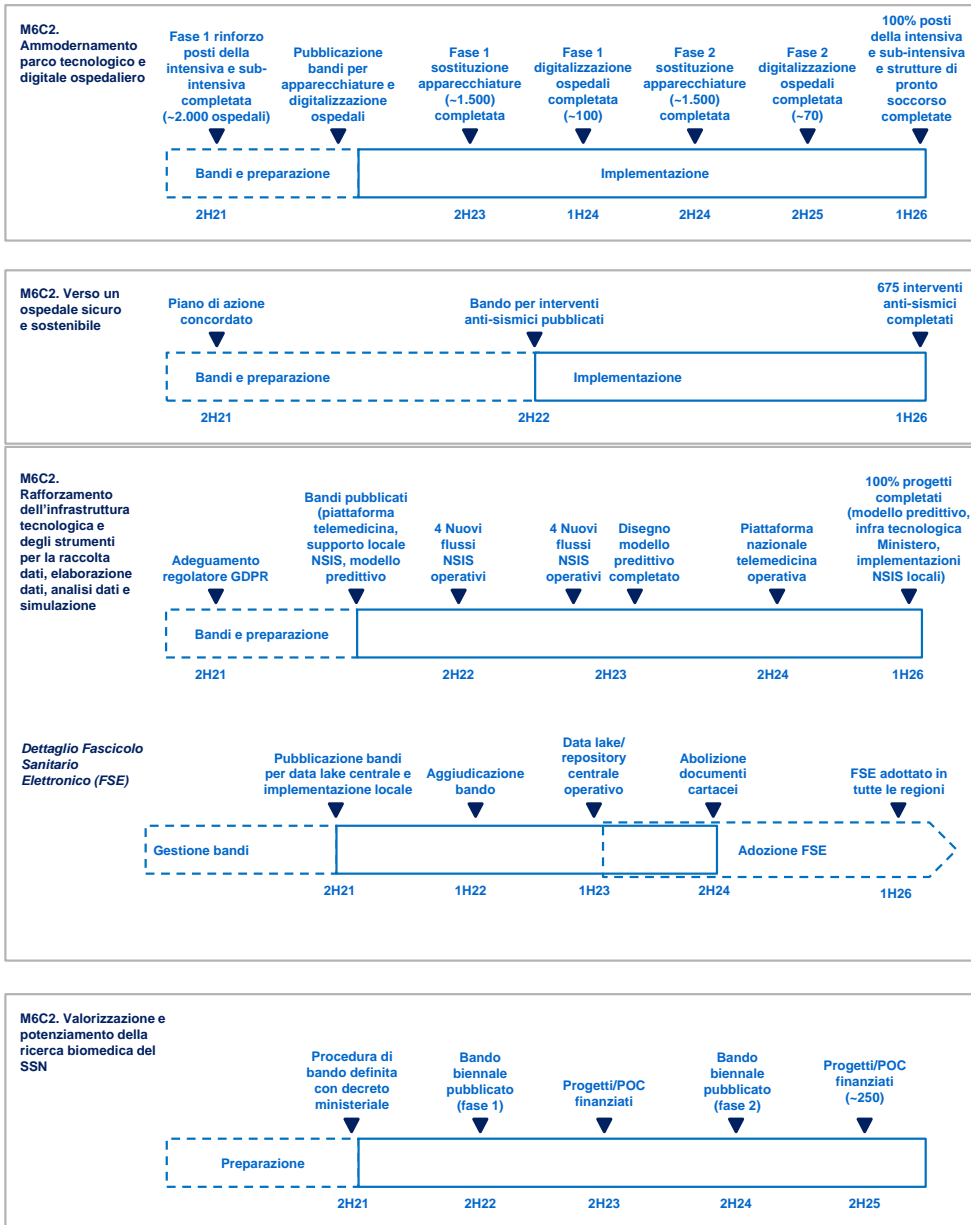 M6C2.
Ammodernamento
parco tecnologico e
digitale ospedaliero
Fase 1 rinforzo
posti della
intensiva e sub-
intensiva
completata
(~2.000 ospedali)
Pubblicazione
bandi per
apparecchiature e
digitalizzazione
ospedali
Fase 1
sostituzione
apparecchiature
(~1.500)
completata
Fase 1
digitalizzazione
ospedali
completata
(~100)
Fase 2
sostituzione
apparecchiature
(~1.500)
completata
Fase 2
digitalizzazione
ospedali
completata
(~70)
100% posti
della intensiva
e sub-intensiva
e strutture di
pronto
soccorso
completate
Bandi e preparazione
Implementazione
2H21
2H23
1H24
2H24
2H25
1H26
M6C2. Verso un
ospedale sicuro
e sostenibile
Piano di azione
concordato
Bando per interventi
anti-sismici pubblicati
675 interventi
anti-sismici
completati
Bandi e preparazione
Implementazione
2H21
2H22
1H26
M6C2.
Rafforzamento
dell'infrastruttura
tecnologica e
degli strumenti
per la raccolta
dati, elaborazione
dati, analisi dati e
simulazione
Adeguamento
regolatore GDPR
Bandi pubblicati
(piattaforma
telemedicina,
supporto locale
NSIS, modello
predittivo
4 Nuovi
flussi
NSIS
operativi
4 Nuovi
flussi
NSIS
operativi
Disegno
modello
predittivo
completato
Piattaforma
nazionale
telemedicina
operativa
100% progetti
completati
(modello predittivo,
infra tecnologica
Ministero,
implementazioni
NSIS locali)
Bandi e preparazione
2H21
2H22
2H23
2H24
1H26
Dettaglio Fascicolo
Sanitario
Elettronico (FSE)
Pubblicazione bandi
per data lake centrale e
implementazione locale
Aggiudicazione
bando
Data lake/
repository
centrale
operativo
Abolizione
documenti
cartacei
FSE adottato in
tutte le regioni
Gestione bandi
Adozione FSE
2H21
1H22
1H23
2H24
1H26
M6C2. Valorizzazione e
potenziamento della
ricerca biomedica del
SSN
Procedura di
bando definita
con decreto
ministeriale
Bando
biennale
pubblicato
(fase 1)
Progetti/POC
finanziati
Bando
biennale
pubblicato
(fase 2)
Progetti/POC
finanziati
(~250)
Preparazione
2H21
2H22
2H23
2H24
2H25